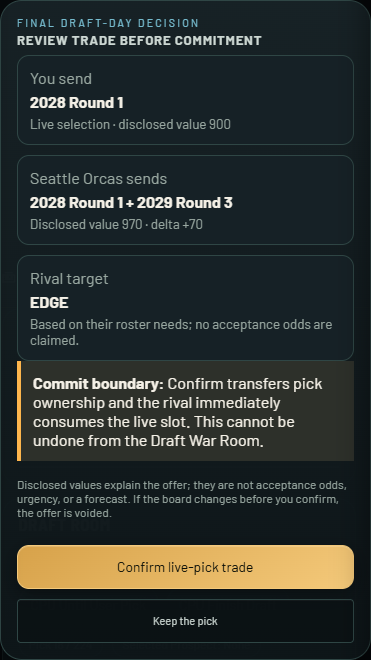 FINAL DRAFT-DAY DECISION
REVIEW TRADE BEFORE COMMITMENT
You send
2028 Round 1
Live selection · disclosed value 900
Seattle Orcas sends
2028 Round 1 + 2029 Round 3
Disclosed value 970 · delta +70
Rival target
EDGE
Based on their roster needs; no acceptance odds are
claimed.
Commit boundary: Confirm transfers pick
ownership and the rival immediately
consumes the live slot. This cannot be
undone from the Draft War Room.
Disclosed values explain the offer; they are not acceptance odds,
urgency, or a forecast. If the board changes before you confirm,
the offer is voided.
Confirm live-pick trade
Keep the pick